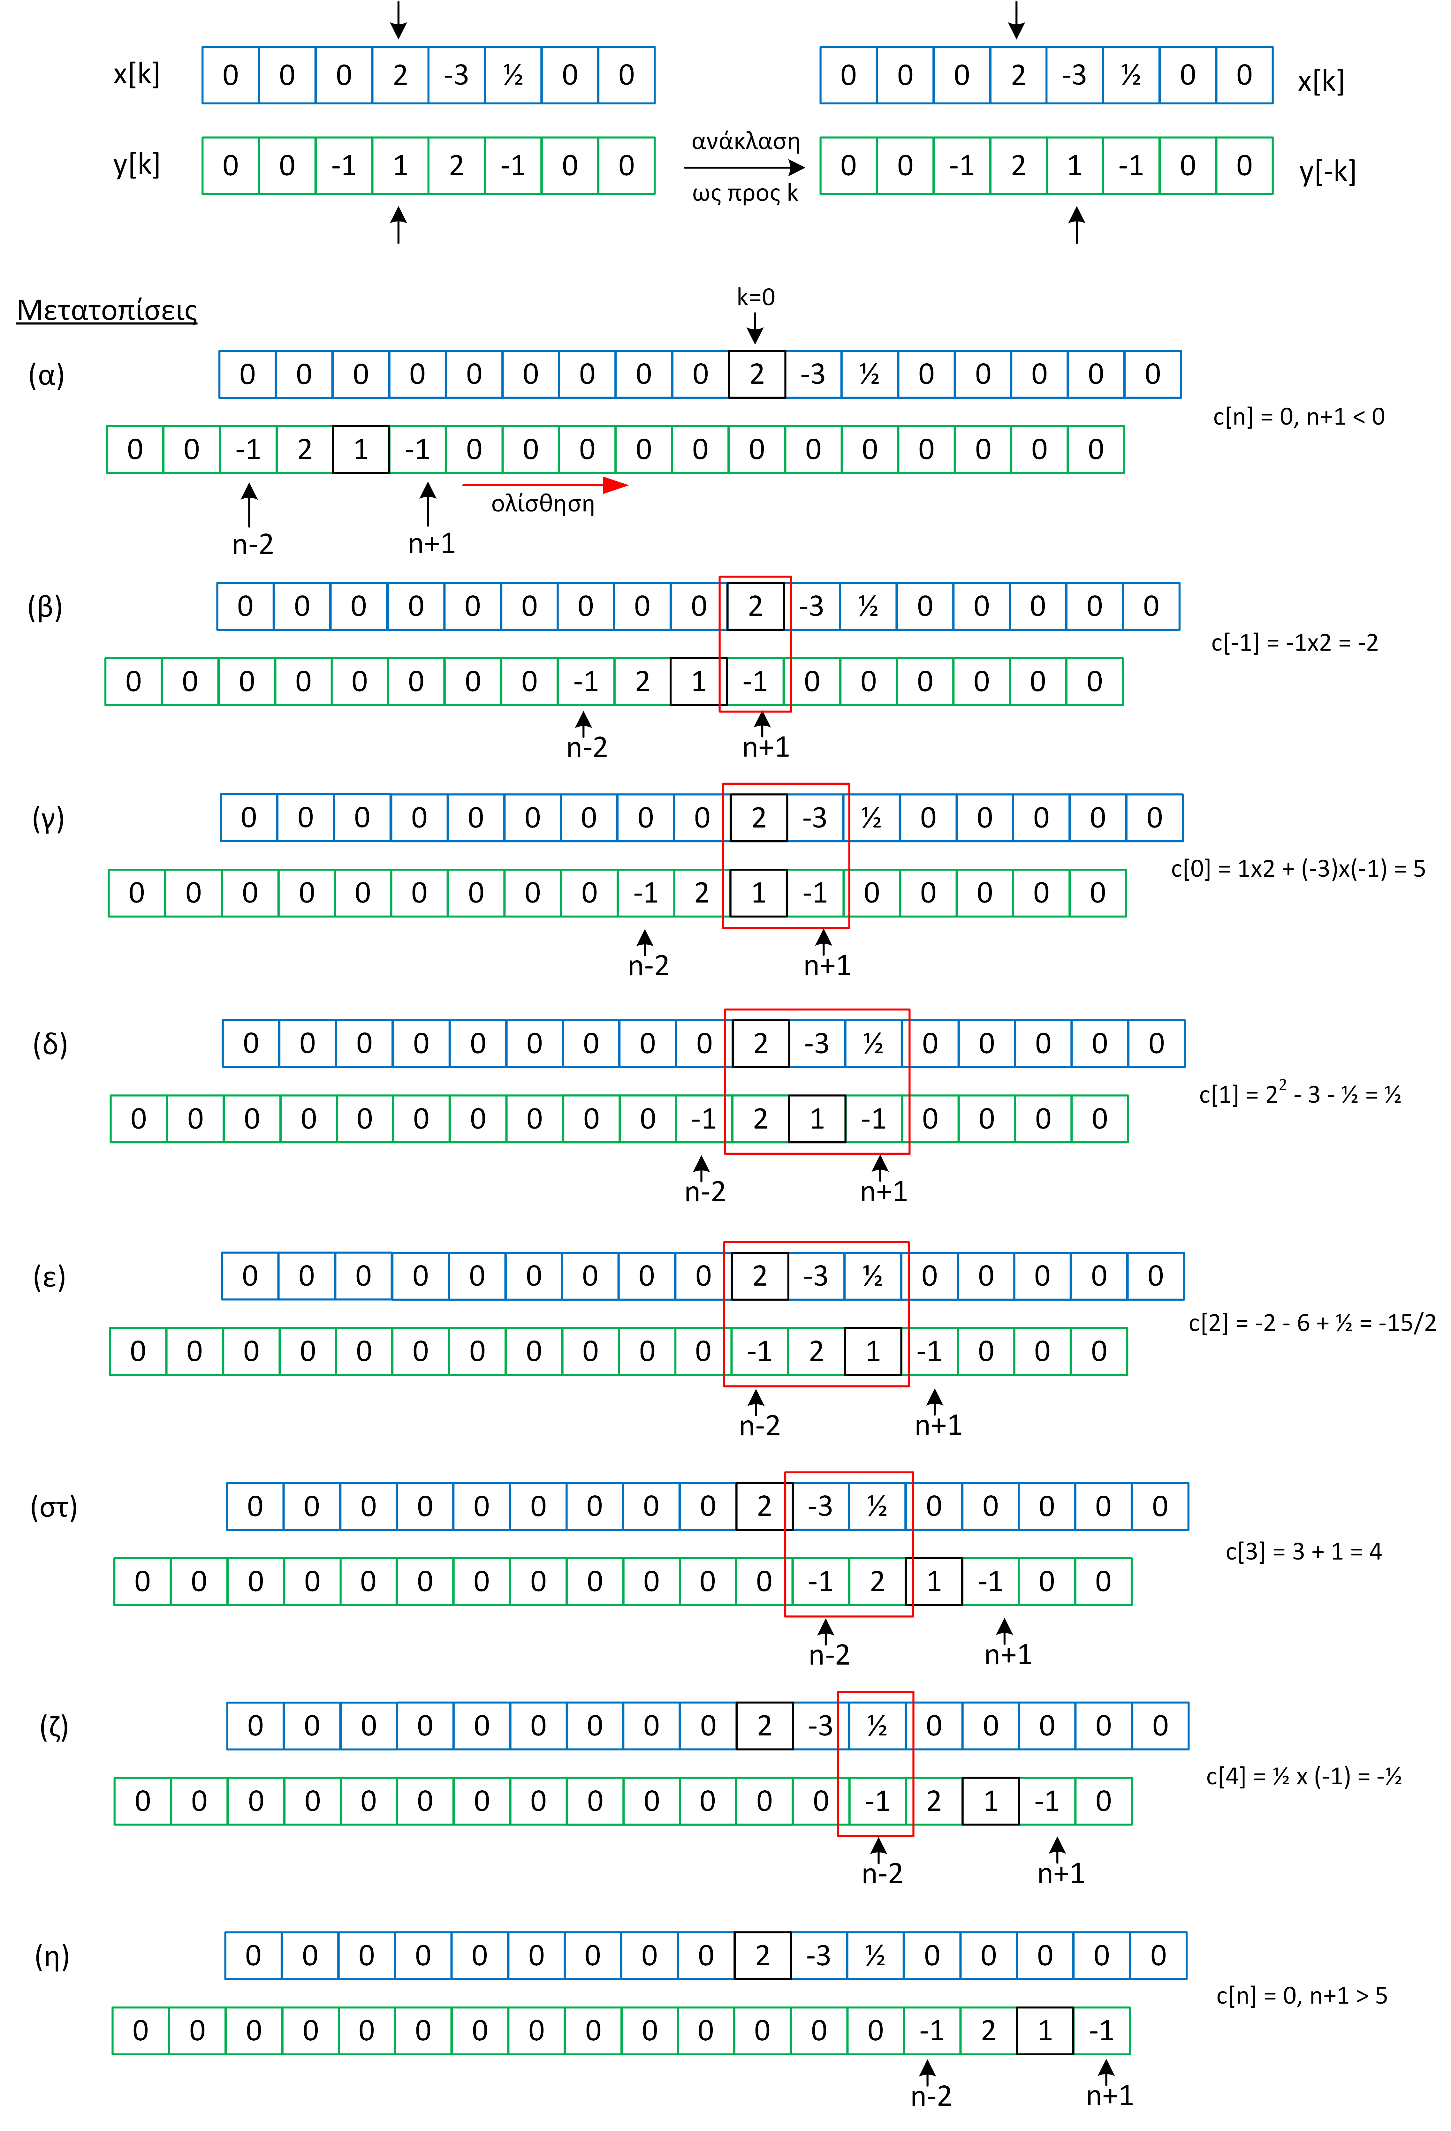 x[k] 0 0 0 2 -3 ½ 0 0
0 0 0 2 -3 ½ 0 0 x[k]
y[k] 0 0 -1 1 2 -1 0 0
ανάκλαση
ως προς k
0 0 -1 2 1 -1 0 0 y[-k]
Μετατοπίσεις
k=0
(α) 0 0 0 0 0 0 0 0 0 2 -3 ½ 0 0 0 0 0
c[n] = 0, n+1 < 0
0 0 -1 2 1 -1 0 0 0 0 0 0 0 0 0 0 0 0
ολίσθηση
n-2 n+1
(β) 0 0 0 0 0 0 0 0 0 2 -3 ½ 0 0 0 0 0
c[-1] = -1x2 = -2
0 0 0 0 0 0 0 0 -1 2 1 -1 0 0 0 0 0 0
n-2 n+1
(γ) 0 0 0 0 0 0 0 0 0 2 -3 ½ 0 0 0 0 0
c[0] = 1x2 + (-3)x(-1) = 5
0 0 0 0 0 0 0 0 0 -1 2 1 -1 0 0 0 0 0
n-2 n+1
(δ) 0 0 0 0 0 0 0 0 0 2 -3 ½ 0 0 0 0 0
c[1] = 2² - 3 - ½ = ½
0 0 0 0 0 0 0 0 0 0 -1 2 1 -1 0 0 0 0
n-2 n+1
(ε) 0 0 0 0 0 0 0 0 0 2 -3 ½ 0 0 0 0 0
c[2] = -2 - 6 + ½ = -15/2
0 0 0 0 0 0 0 0 0 0 0 -1 2 1 -1 0 0 0
n-2 n+1
(στ) 0 0 0 0 0 0 0 0 0 2 -3 ½ 0 0 0 0 0
c[3] = 3 + 1 = 4
0 0 0 0 0 0 0 0 0 0 0 0 -1 2 1 -1 0 0
n-2 n+1
(ζ) 0 0 0 0 0 0 0 0 0 2 -3 ½ 0 0 0 0 0
c[4] = ½ x (-1) = -½
0 0 0 0 0 0 0 0 0 0 0 0 0 -1 2 1 -1 0
n-2 n+1
(η) 0 0 0 0 0 0 0 0 0 2 -3 ½ 0 0 0 0 0
c[n] = 0, n+1 > 5
0 0 0 0 0 0 0 0 0 0 0 0 0 0 -1 2 1 -1
n-2 n+1